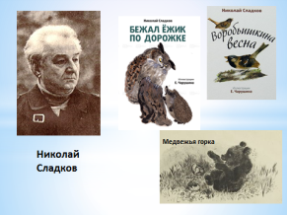 Николай Сладков
БЕЖАЛ ЁЖИК
ПО ДОРОЖКЕ
Николай Сладков
Воробьишкина
весна
Николай
Сладков
Медвежья горка